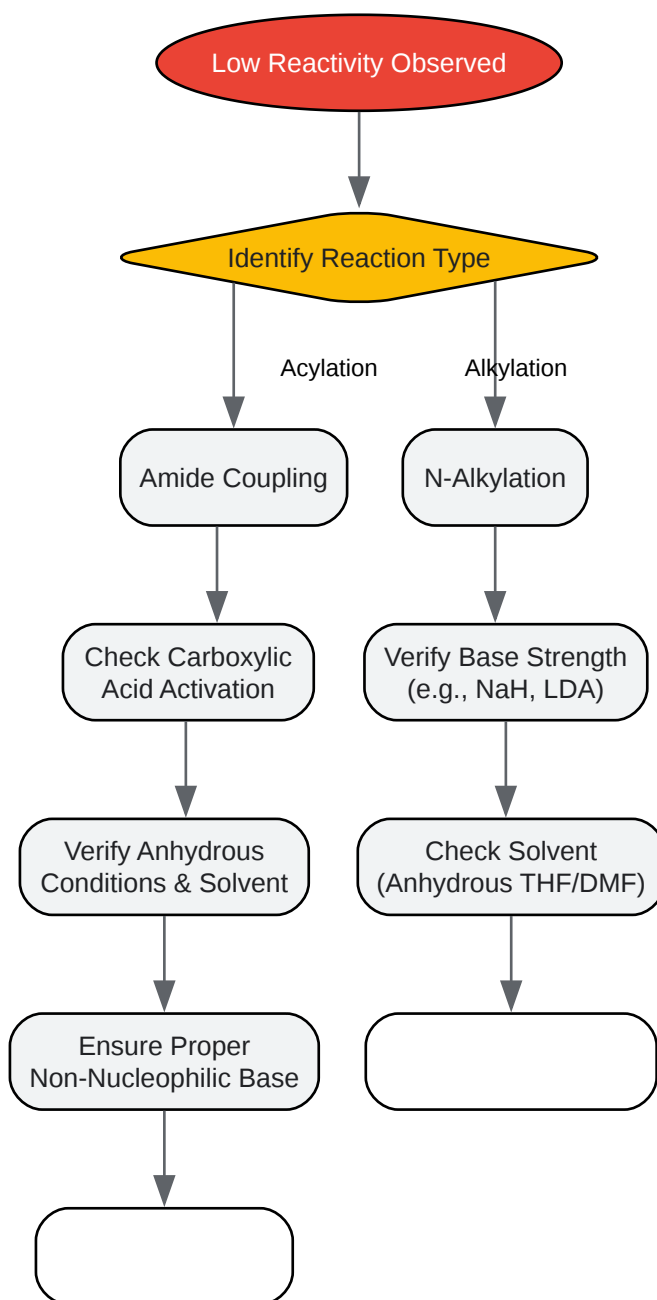 Low Reactivity Observed
Identify Reaction Type
Acylation
Alkylation
Amide Coupling
N-Alkylation
Check Carboxylic
Acid Activation
Verify Base Strength
(e.g., NaH, LDA)
Verify Anhydrous
Conditions & Solvent
Check Solvent
(Anhydrous THF/DMF)
Ensure Proper
Non-Nucleophilic Base